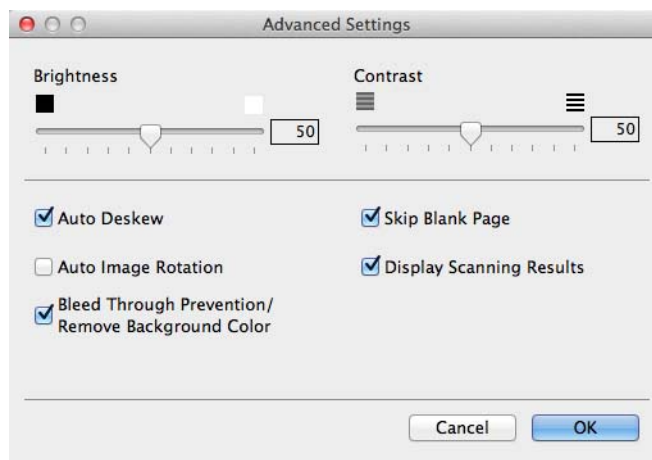 Advanced Settings
Brightness
Contrast
50
50
Auto Deskew
Skip Blank Page
Auto Image Rotation
Display Scanning Results
Bleed Through Prevention/
Remove Background Color
Cancel
OK